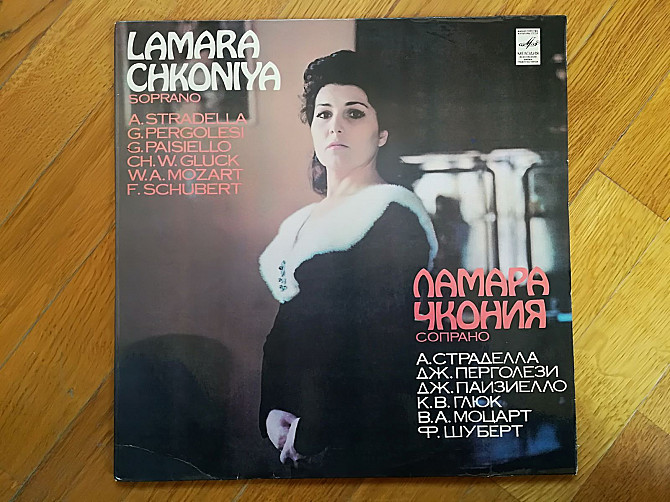 LAMARA
CHKONIYA
SOPRANO
A. STRADELLA
G. PERGOLESI
G. PAISIELLO
CH. W. GLUCK
W. A. MOZART
F. SCHUBERT
МЕЛОДИЯ
ЛАМАРА
ЧКОНИЯ
СОПРАНО
А. СТРАДЕЛЛА
ДЖ. ПЕРГОЛЕЗИ
ДЖ. ПАИЗИЕЛЛО
К. В. ГЛЮК
В. А. МОЦАРТ
Ф. ШУБЕРТ